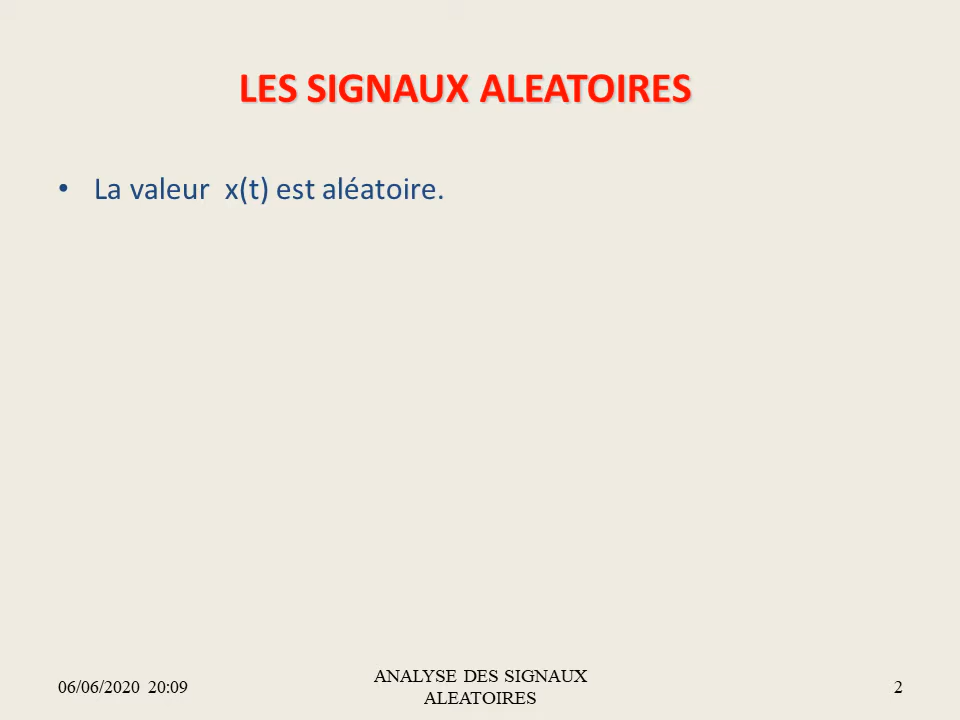 LES SIGNAUX ALEATOIRES
• La valeur x(t) est aléatoire.
06/06/2020 20:09
ANALYSE DES SIGNAUX
ALEATOIRES
2